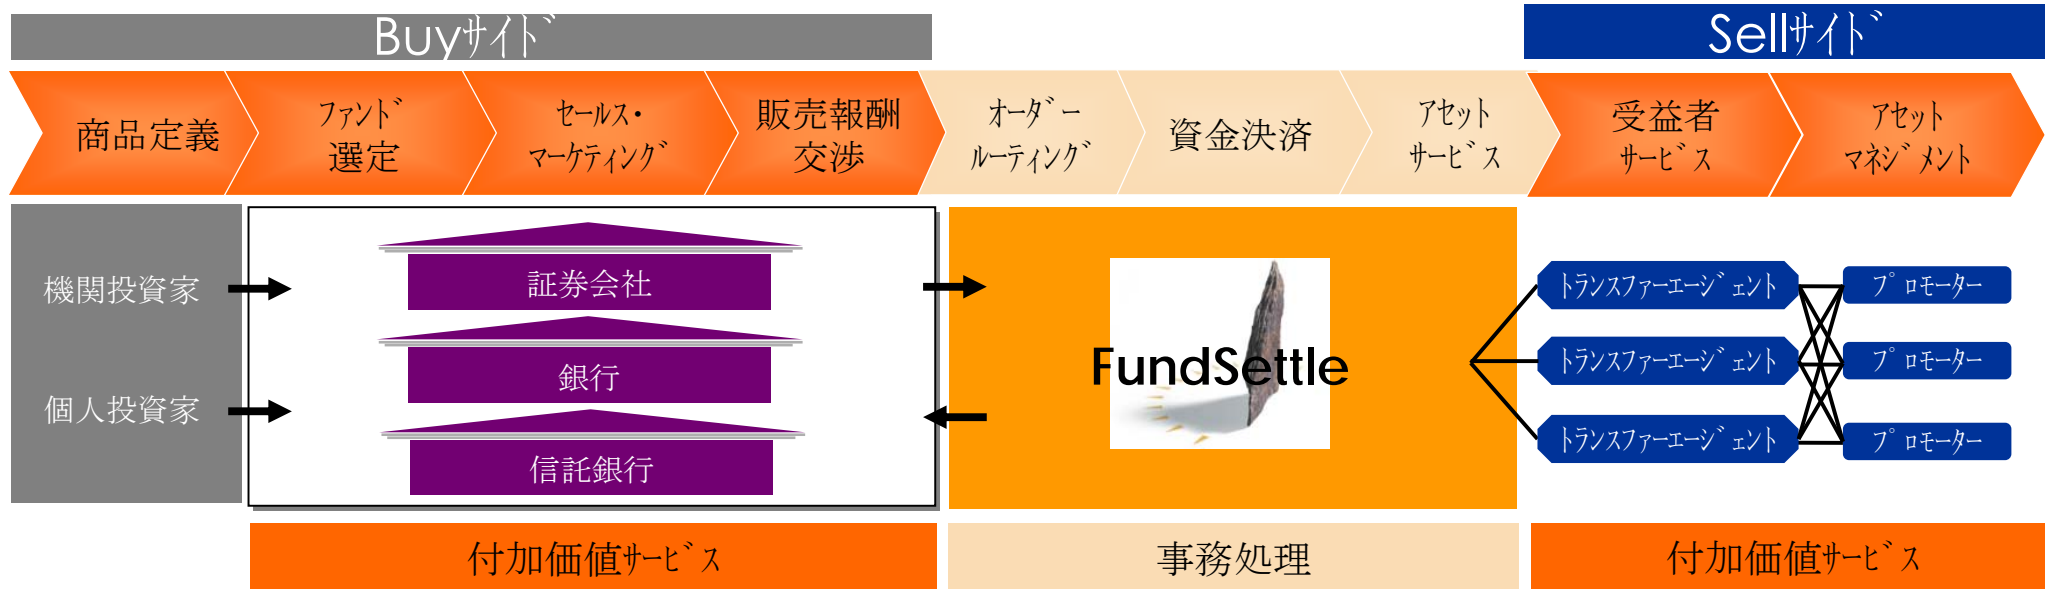 Buyサイド
Sellサイド
商品定義
ファンド
選定
セールス・
マーケティング
販売報酬
交渉
オーダー
ルーティング
資金決済
アセット
サービス
受益者
サービス
アセット
マネジメント
機関投資家
個人投資家
証券会社
銀行
信託銀行
FundSettle
トランスファーエージェント
プロモーター
トランスファーエージェント
プロモーター
トランスファーエージェント
プロモーター
付加価値サービス
事務処理
付加価値サービス